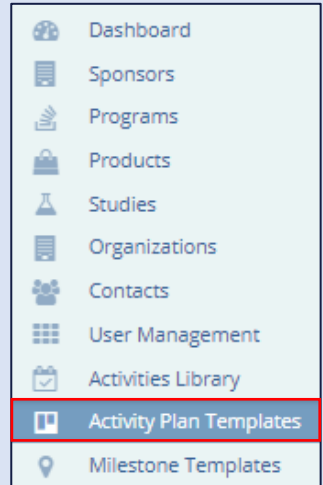 Dashboard
Sponsors
Programs
Products
Studies
Organizations
Contacts
User Management
Activities Library
Activity Plan Templates
Milestone Templates